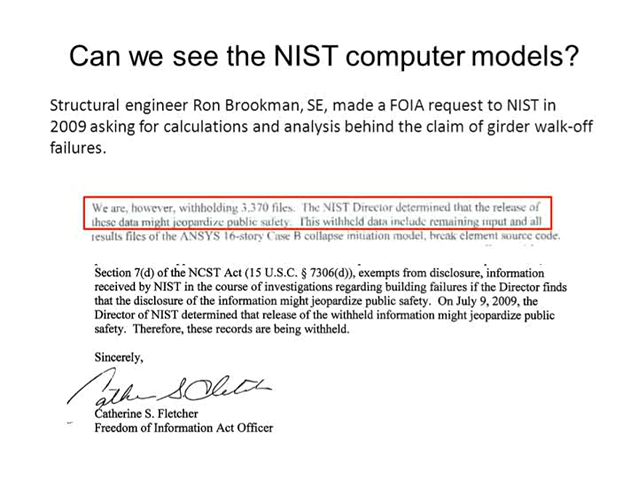 Can we see the NIST computer models?
Structural engineer Ron Brookman, SE, made a FOIA request to NIST in
2009 asking for calculations and analysis behind the claim of girder walk-off
failures.
We are, however, withholding 3,370 files. The NIST Director determined that the release of
these data might jeopardize public safety. This withheld data include remaining input and all
results files of the ANSYS 16-story Case B collapse initiation model, break element source code.
Section 7(d) of the NCST Act (15 U.S.C. § 7306(d)), exempts from disclosure, information
received by NIST in the course of investigations regarding building failures if the Director finds
that the disclosure of the information might jeopardize public safety. On July 9, 2009, the
Director of NIST determined that release of the withheld information might jeopardize public
safety. Therefore, these records are being withheld.
Sincerely,
Catherine S. Fletcher
Freedom of Information Act Officer